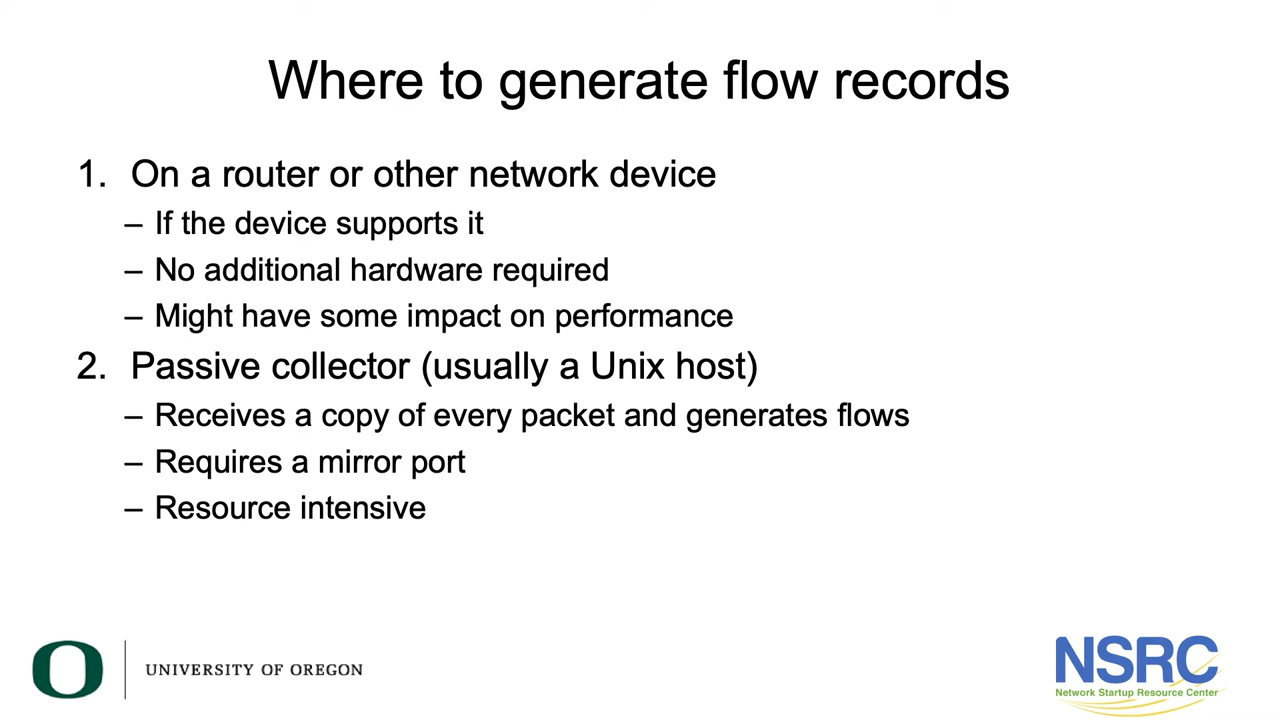 Where to generate flow records
1. On a router or other network device
– If the device supports it
– No additional hardware required
– Might have some impact on performance
2. Passive collector (usually a Unix host)
– Receives a copy of every packet and generates flows
– Requires a mirror port
– Resource intensive
O
UNIVERSITY OF OREGON
NSRC
Network Startup Resource Center